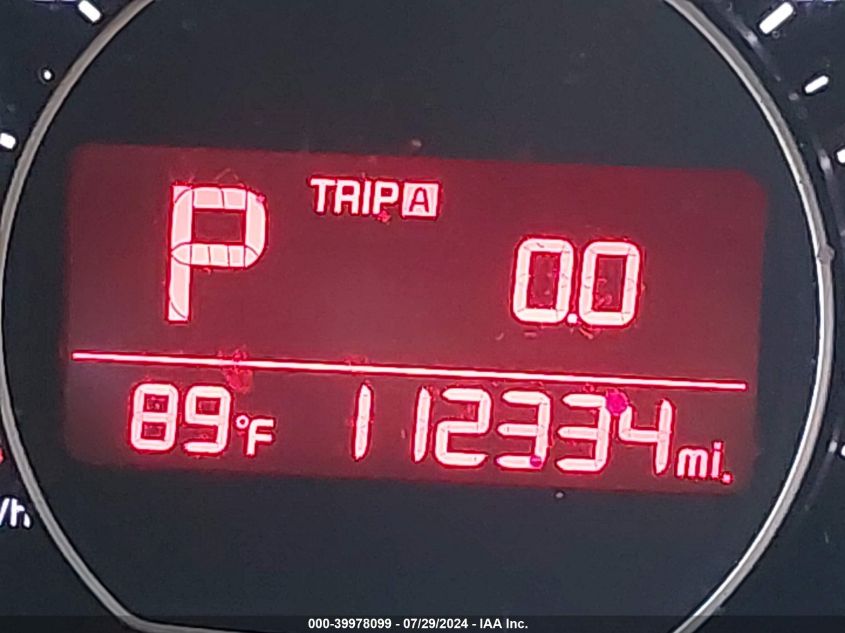 P TRIP A
0.0
89°F 112334 mi.
/h
000-39978099 - 07/29/2024 - IAA Inc.